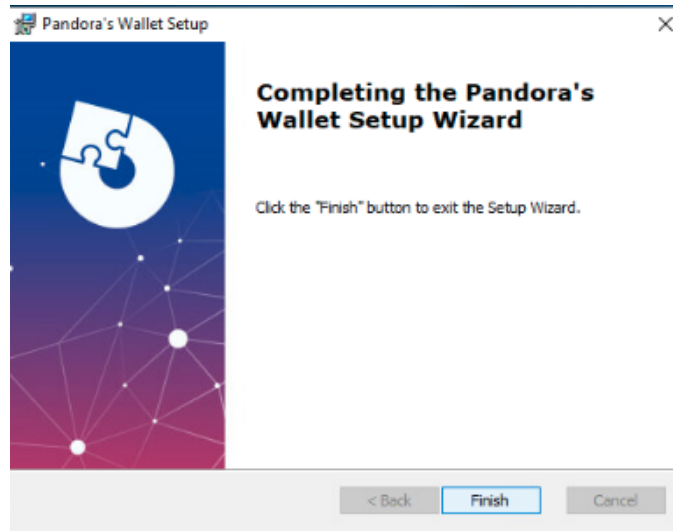 Pandora's Wallet Setup
Completing the Pandora's
Wallet Setup Wizard
Click the "Finish" button to exit the Setup Wizard.
< Back Finish Cancel